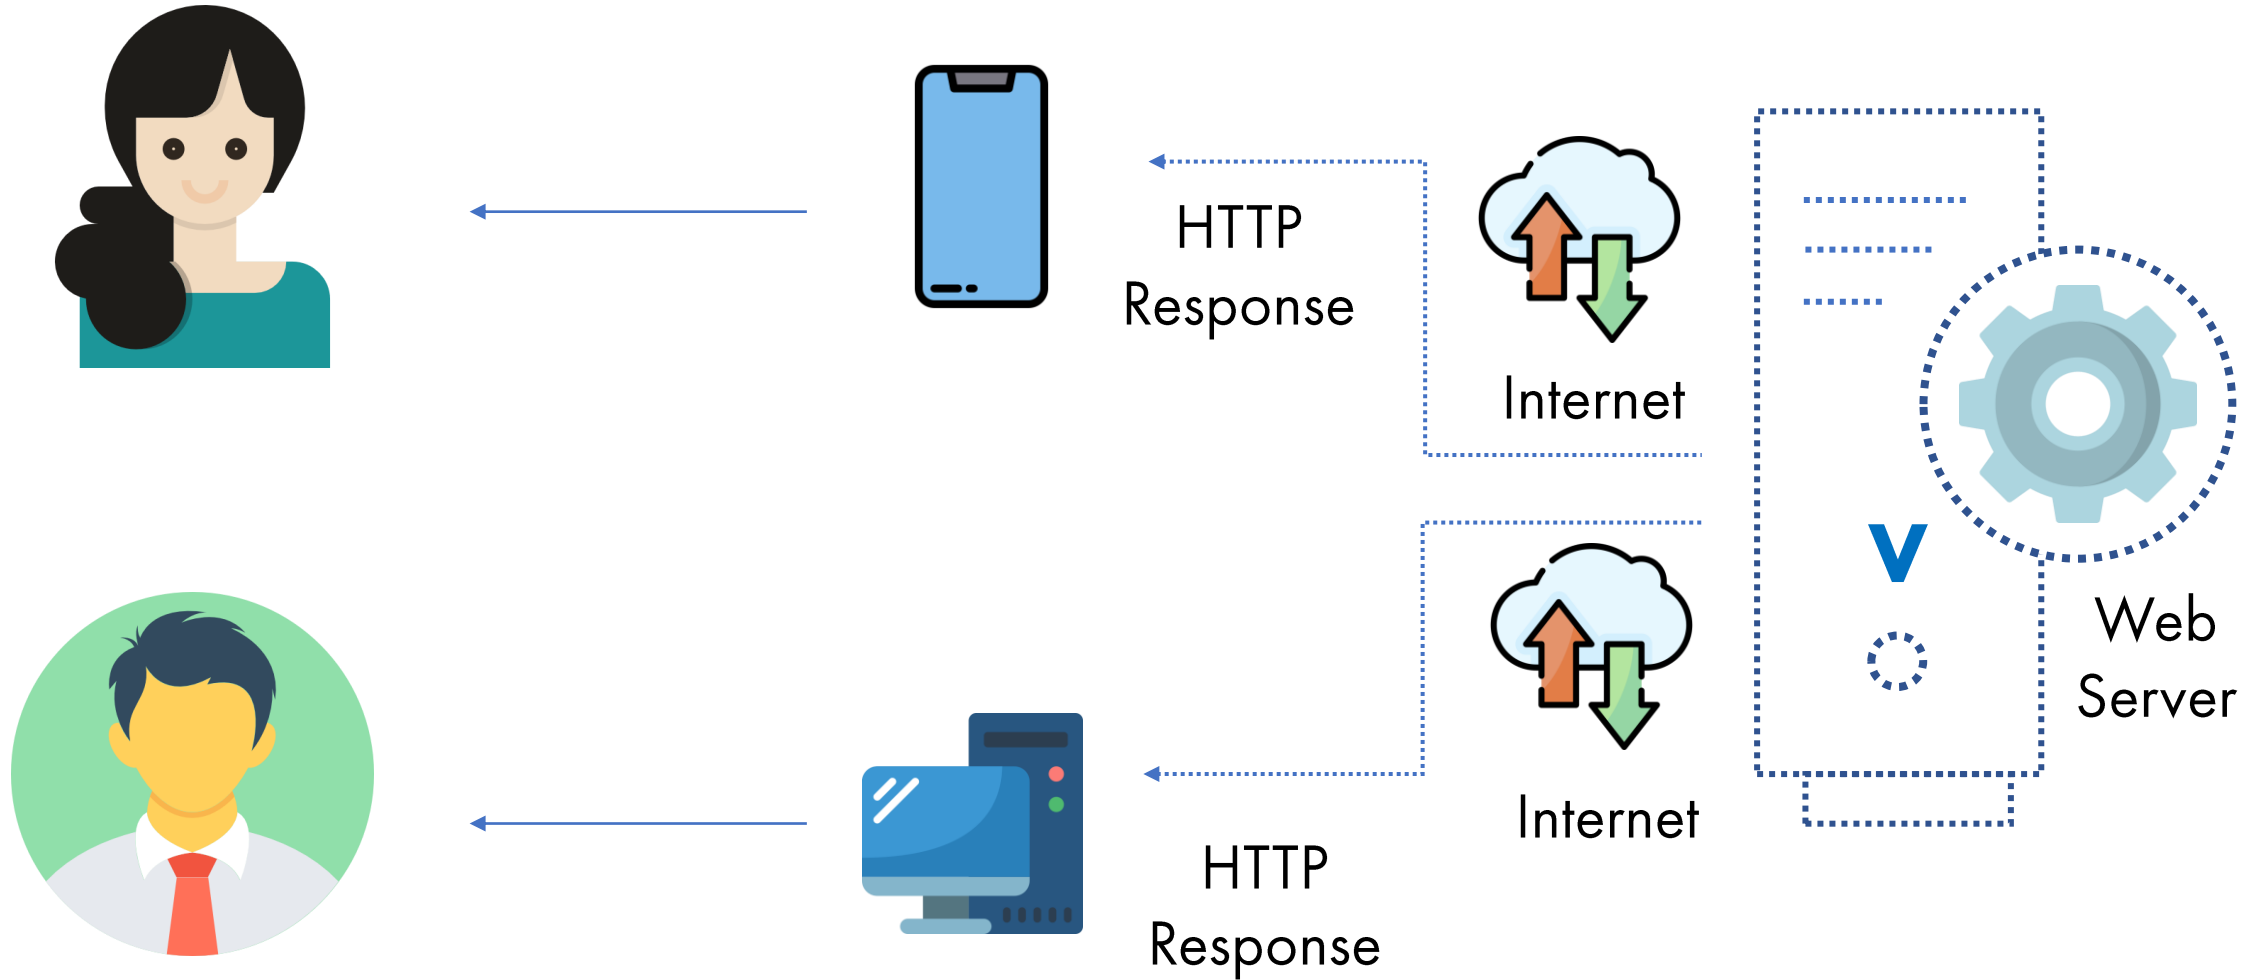 HTTP
Response
Internet
V
Web
Server
Internet
HTTP
Response